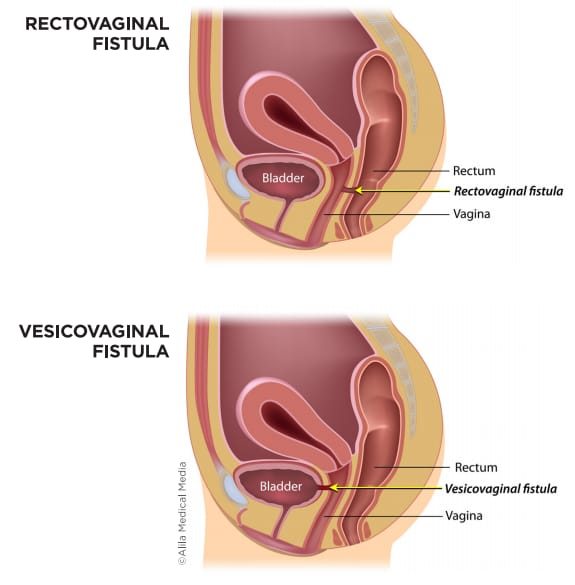 RECTOVAGINAL
FISTULA
Bladder
Rectum
Rectovaginal fistula
Vagina
VESICOVAGINAL
FISTULA
Bladder
Rectum
Vesicovaginal fistula
Vagina
©Alila Medical Media